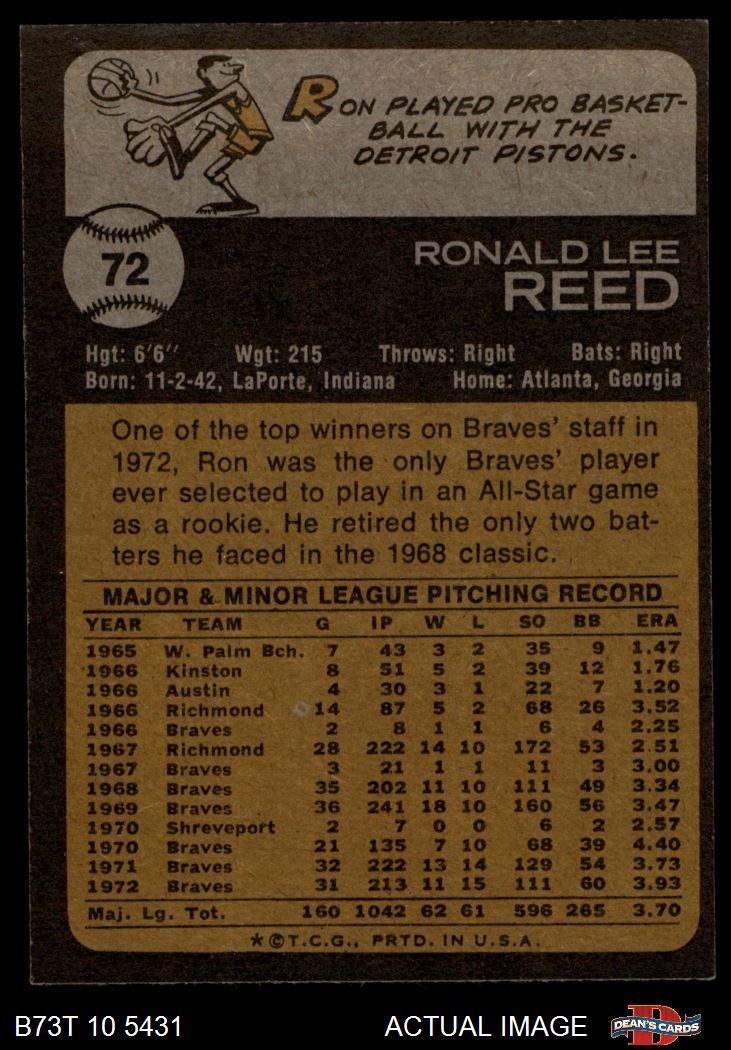 RON PLAYED PRO BASKET-
BALL WITH THE
DETROIT PISTONS.
72
RONALD LEE
REED
Hgt: 6'6" Wgt: 215 Throws: Right Bats: Right
Born: 11-2-42, LaPorte, Indiana Home: Atlanta, Georgia
One of the top winners on Braves' staff in
1972, Ron was the only Braves' player
ever selected to play in an All-Star game
as a rookie. He retired the only two bat-
ters he faced in the 1968 classic.
MAJOR & MINOR LEAGUE PITCHING RECORD
YEAR TEAM G IP W L SO BB ERA
1965 W. Palm Bch. 7 43 3 2 35 9 1.47
1966 Kinston 8 51 5 2 39 12 1.76
1966 Austin 4 30 3 1 22 7 1.20
1966 Richmond 14 87 5 2 68 26 3.52
1966 Braves 2 8 1 1 6 4 2.25
1967 Richmond 28 222 14 10 172 53 2.51
1967 Braves 3 21 1 1 11 3 3.00
1968 Braves 35 202 11 10 111 49 3.34
1969 Braves 36 241 18 10 160 56 3.47
1970 Shreveport 2 7 0 0 6 2 2.57
1970 Braves 21 135 7 10 68 39 4.40
1971 Braves 32 222 13 14 129 54 3.73
1972 Braves 31 213 11 15 111 60 3.93
Maj. Lg. Tot. 160 1042 62 61 596 265 3.70
*©T.C.G., PRTD. IN U.S.A.
B73T 10 5431 ACTUAL IMAGE D DEAN'S CARDS